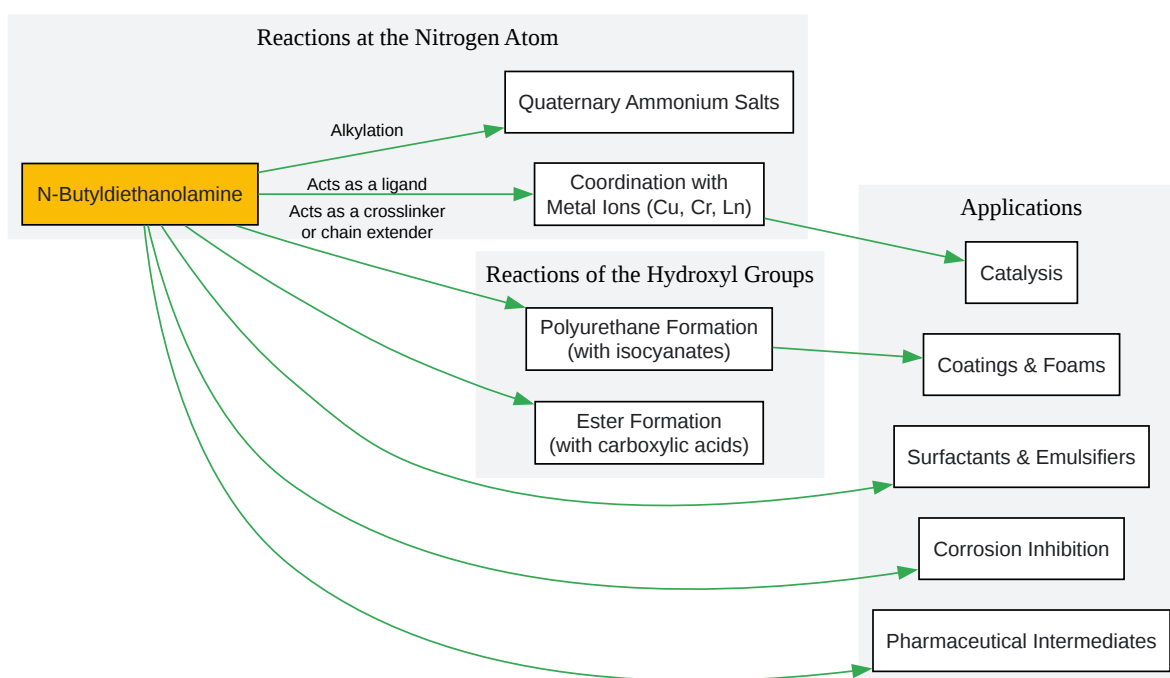 Reactions at the Nitrogen Atom
Quaternary Ammonium Salts
Alkylation
N-Butyldiethanolamine
Acts as a ligand
Coordination with
Metal Ions (Cu, Cr, Ln)
Acts as a crosslinker
or chain extender
Applications
Reactions of the Hydroxyl Groups
Catalysis
Polyurethane Formation
(with isocyanates)
Coatings & Foams
Ester Formation
(with carboxylic acids)
Surfactants & Emulsifiers
Corrosion Inhibition
Pharmaceutical Intermediates